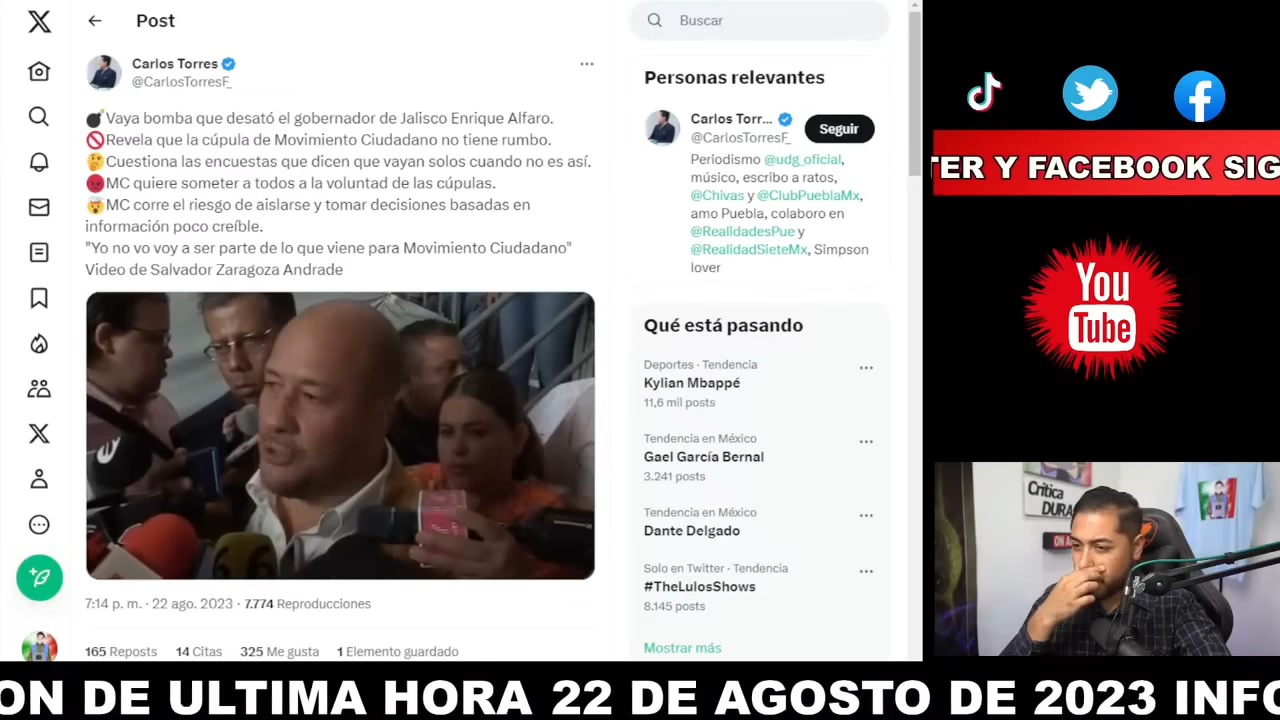 Post
Carlos Torres
@CarlosTorresF_
Vaya bomba que desató el gobernador de Jalisco Enrique Alfaro.
Revela que la cúpula de Movimiento Ciudadano no tiene rumbo.
Cuestiona las encuestas que dicen que vayan solos cuando no es así.
MC quiere someter a todos a la voluntad de las cúpulas.
MC corre el riesgo de aislarse y tomar decisiones basadas en
información poco creíble.
"Yo no vo voy a ser parte de lo que viene para Movimiento Ciudadano"
Video de Salvador Zaragoza Andrade
7:14 p. m. · 22 ago. 2023 · 7.774 Reproducciones
165 Reposts 14 Citas 325 Me gusta 1 Elemento guardado
Buscar
Personas relevantes
Carlos Torr...
@CarlosTorresF_
Seguir
Periodismo @udg_oficial,
músico, escribo a ratos,
@Chivas y @ClubPueblaMx,
amo Puebla, colaboro en
@RealidadesPue y
@RealidadSieteMx, Simpson
lover
Qué está pasando
Deportes · Tendencia
Kylian Mbappé
11,6 mil posts
Tendencia en México
Gael García Bernal
3.241 posts
Tendencia en México
Dante Delgado
Solo en Twitter · Tendencia
#TheLulosShows
8.145 posts
Mostrar más
TER Y FACEBOOK SIG
You
Tube
Critica
DURA
ON A
ON DE ULTIMA HORA 22 DE AGOSTO DE 2023 INFO